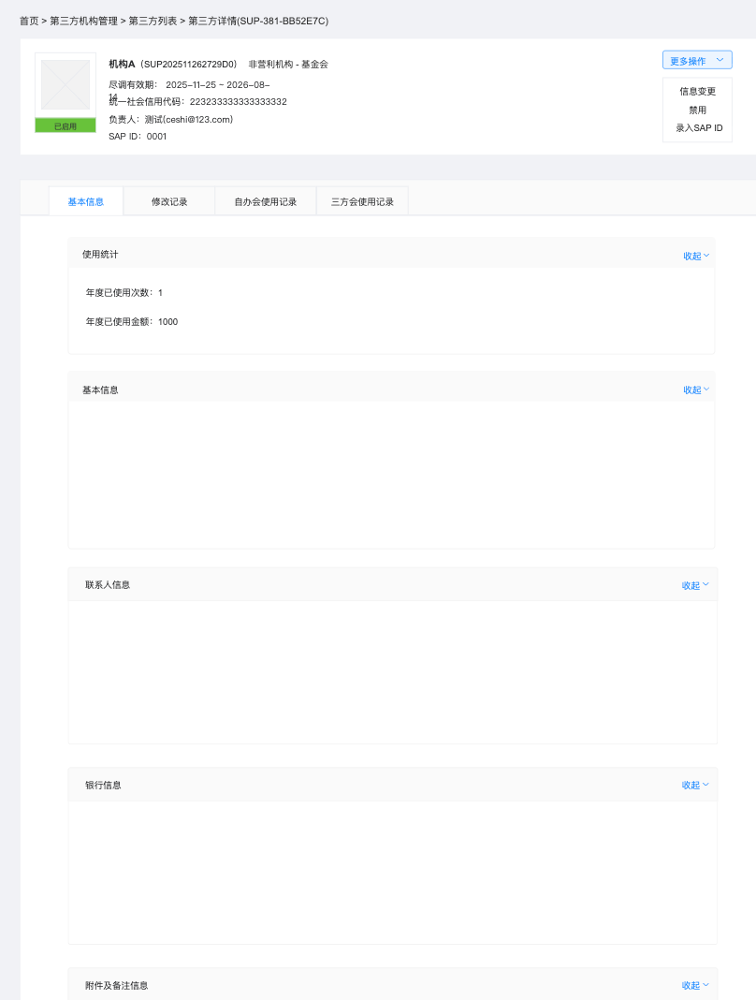 首页 > 第三方机构管理 > 第三方列表 > 第三方详情(SUP-381-BB52E7C)
机构A（SUP202511262729D0） 非营利机构 - 基金会
尽调有效期： 2025-11-25 ~ 2026-08-
14
统一社会信用代码：223233333333333332
负责人：测试(ceshi@123.com)
SAP ID：0001
已启用
更多操作
信息变更
禁用
录入SAP ID
基本信息 修改记录 自办会使用记录 三方会使用记录
使用统计 收起
年度已使用次数：1
年度已使用金额：1000
基本信息 收起
联系人信息 收起
银行信息 收起
附件及备注信息 收起